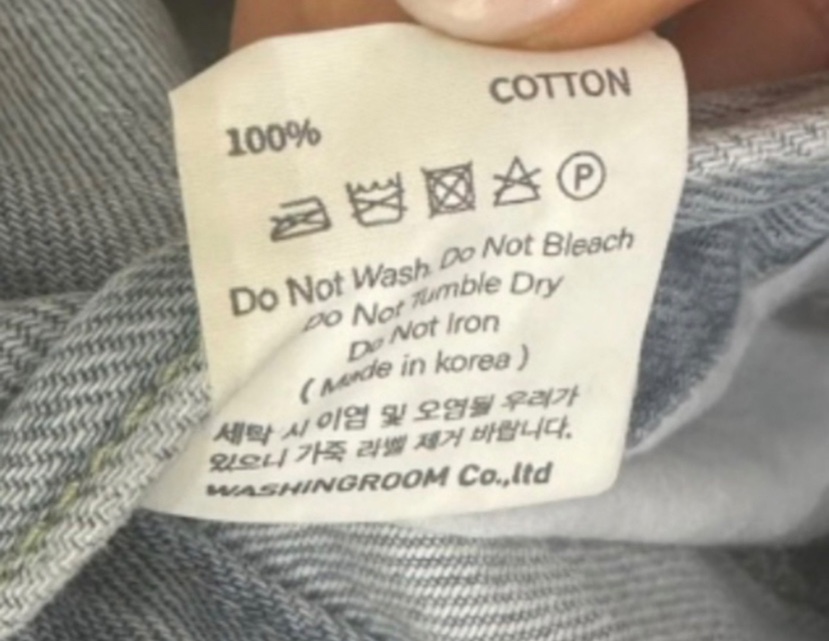 COTTON
100%
P
Do Not Wash Do Not Bleach
Do Not Tumble Dry
Do Not Iron
( Made in korea )
세탁 시 이염 및 오염될 우려가
있으니 가죽 라벨 제거 바랍니다.
WASHINGROOM Co.,ltd